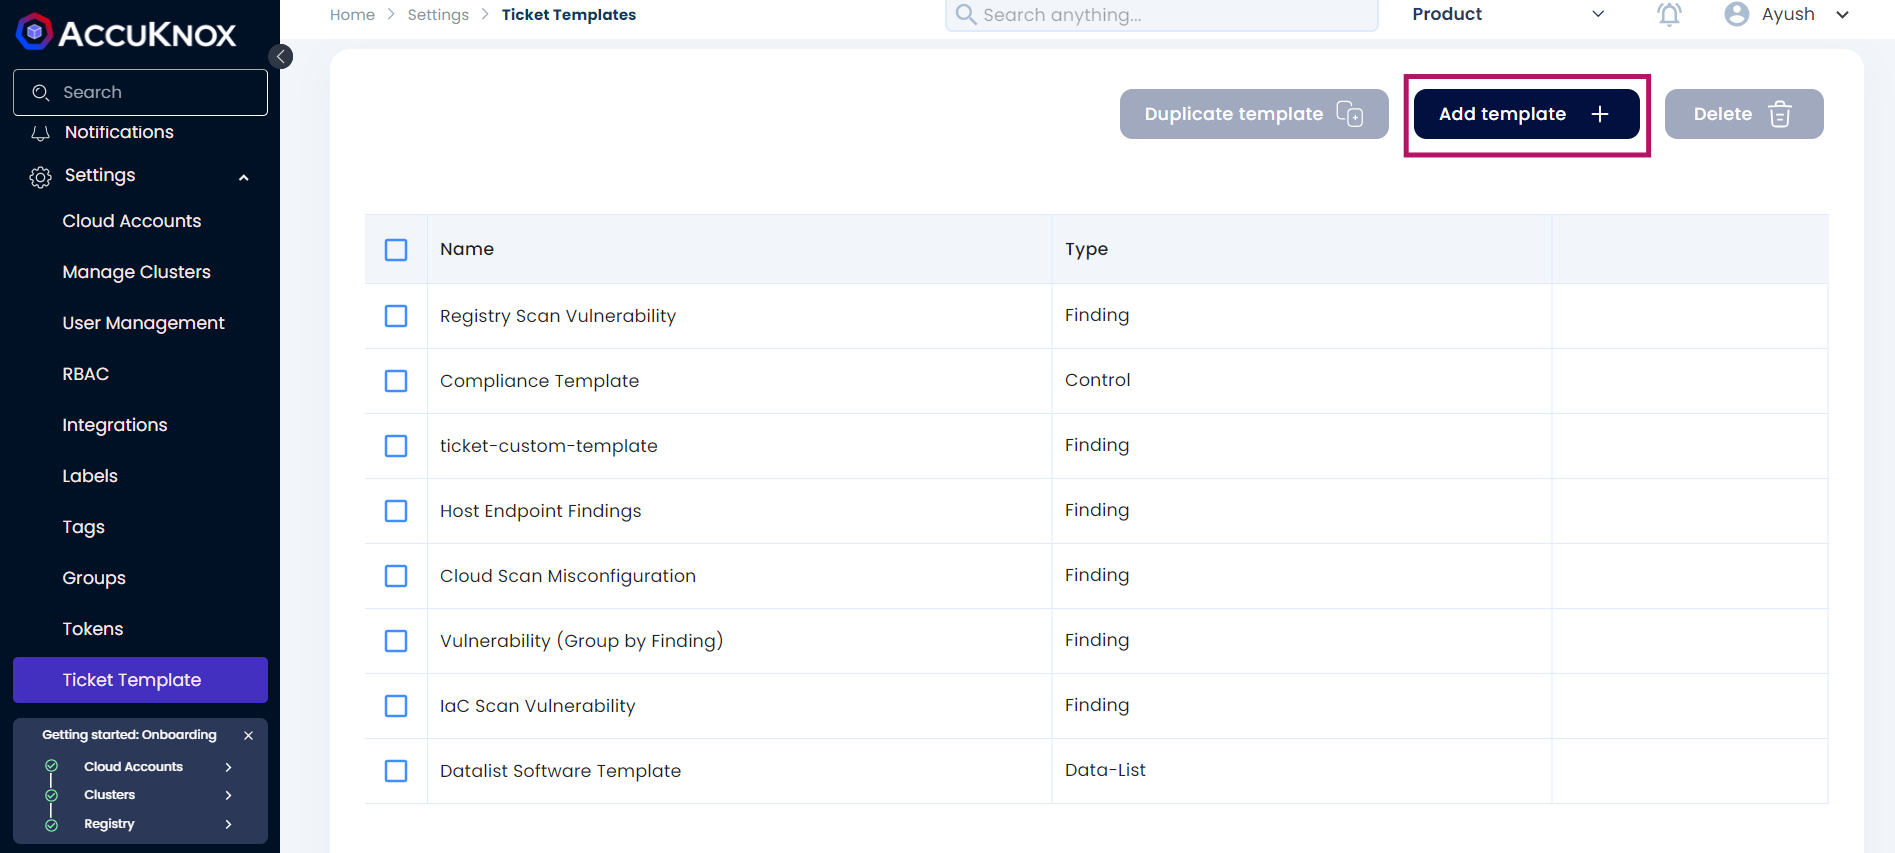 ACCUKNOX
Search
Notifications
Settings
Cloud Accounts
Manage Clusters
User Management
RBAC
Integrations
Labels
Tags
Groups
Tokens
Ticket Template
Getting started: Onboarding
Cloud Accounts
Clusters
Registry
Home Settings Ticket Templates
Search anything...
Product
Ayush
Duplicate template
Add template
Delete
Name Type
Registry Scan Vulnerability Finding
Compliance Template Control
ticket-custom-template Finding
Host Endpoint Findings Finding
Cloud Scan Misconfiguration Finding
Vulnerability (Group by Finding) Finding
IaC Scan Vulnerability Finding
Datalist Software Template Data-List